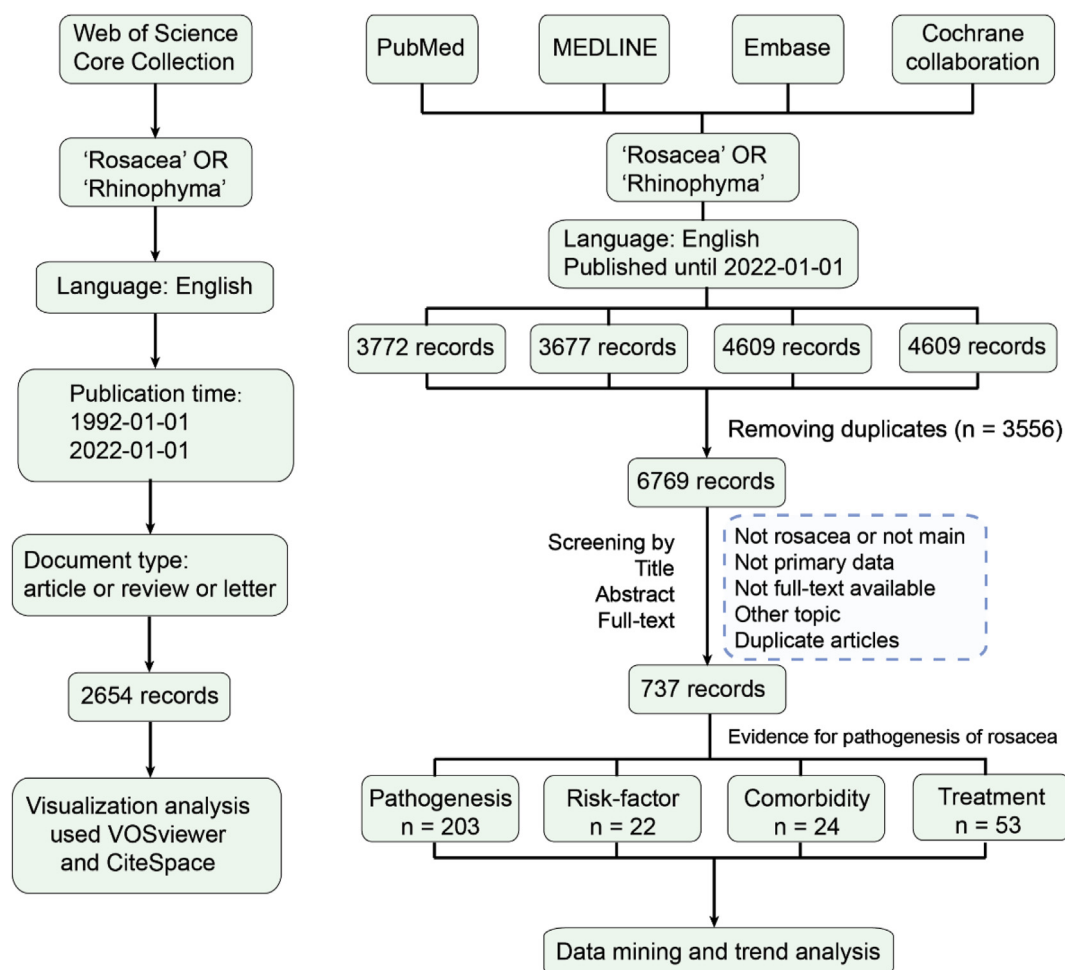 Web of Science
Core Collection
‘Rosacea’ OR
‘Rhinophyma’
Language: English
Publication time:
1992-01-01
2022-01-01
Document type:
article or review or letter
2654 records
Visualization analysis
used VOSviewer
and CiteSpace
PubMed
MEDLINE
Embase
Cochrane
collaboration
‘Rosacea’ OR
‘Rhinophyma’
Language: English
Published until 2022-01-01
3772 records
3677 records
4609 records
4609 records
Removing duplicates (n = 3556)
6769 records
Screening by
Title
Abstract
Full-text
Not rosacea or not main
Not primary data
Not full-text available
Other topic
Duplicate articles
737 records
Evidence for pathogenesis of rosacea
Pathogenesis
n = 203
Risk-factor
n = 22
Comorbidity
n = 24
Treatment
n = 53
Data mining and trend analysis